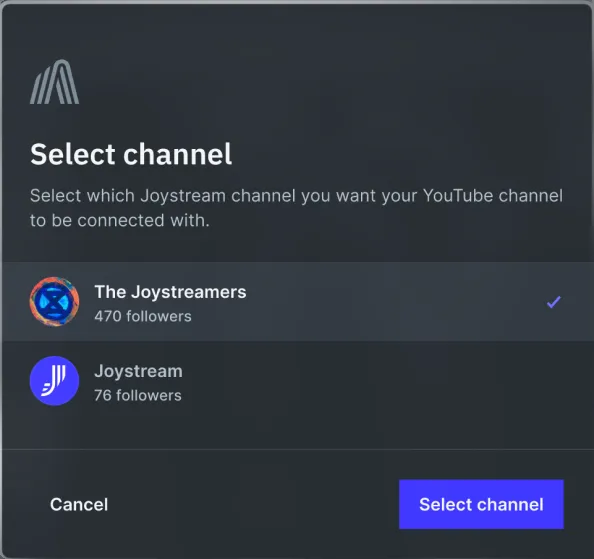 Select channel
Select which Joystream channel you want your YouTube channel
to be connected with.
The Joystreamers
470 followers
Joystream
76 followers
Cancel
Select channel